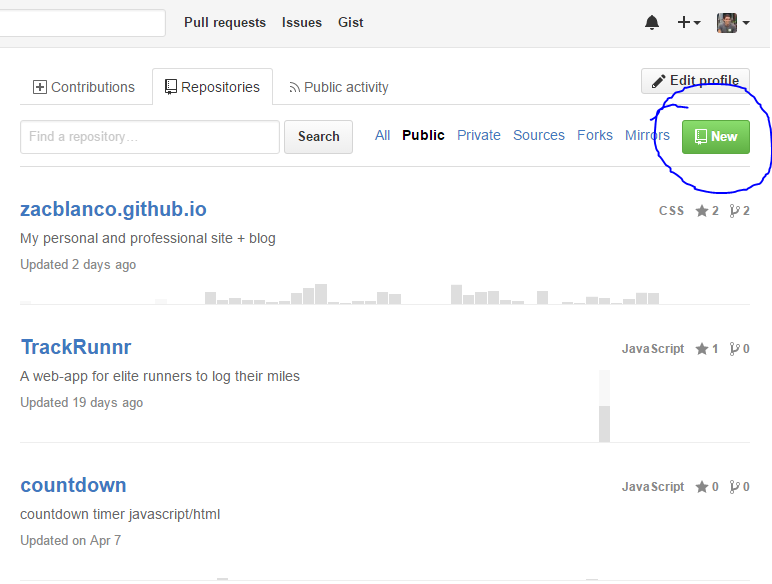 Pull requests Issues Gist
Contributions Repositories Public activity Edit profile
Find a repository... Search All Public Private Sources Forks Mirrors New
zacblanco.github.io CSS 2 2
My personal and professional site + blog
Updated 2 days ago
TrackRunnr JavaScript 1 0
A web-app for elite runners to log their miles
Updated 19 days ago
countdown JavaScript 0 0
countdown timer javascript/html
Updated on Apr 7